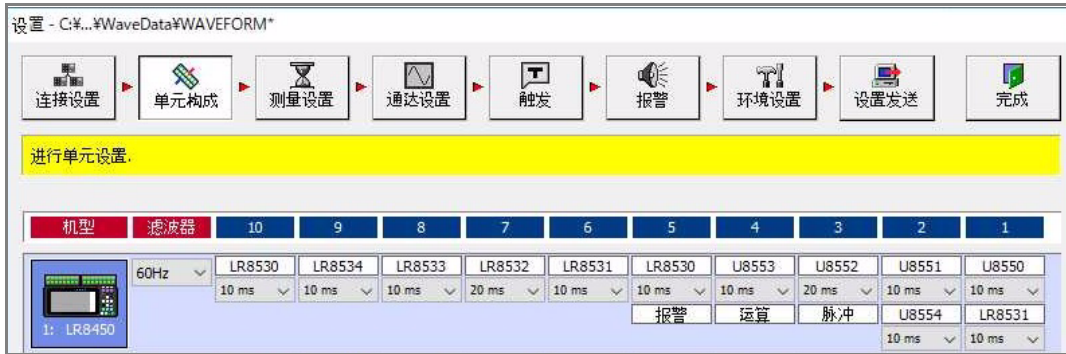 设置 - C:¥...¥WaveData¥WAVEFORM*
连接设置 单元构成 测量设置 通达设置 触发 报警 环境设置 设置发送 完成
进行单元设置.
机型 滤波器 10 9 8 7 6 5 4 3 2 1
60Hz LR8530 LR8534 LR8533 LR8532 LR8531 LR8530 U8553 U8552 U8551 U8550
10 ms 10 ms 10 ms 20 ms 10 ms 10 ms 10 ms 20 ms 10 ms 10 ms
报警 运算 脉冲 U8554 LR8531
1: LR8450 10 ms 10 ms